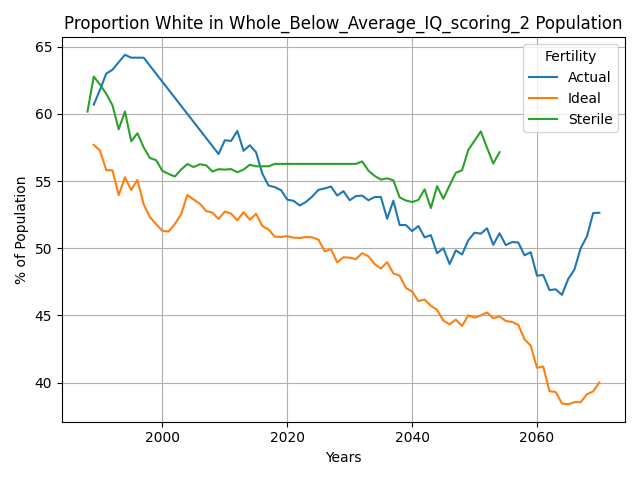 Proportion White in Whole_Below_Average_IQ_scoring_2 Population
% of Population
65
60
55
50
45
40
Fertility
Actual
Ideal
Sterile
2000
2020
2040
2060
Years